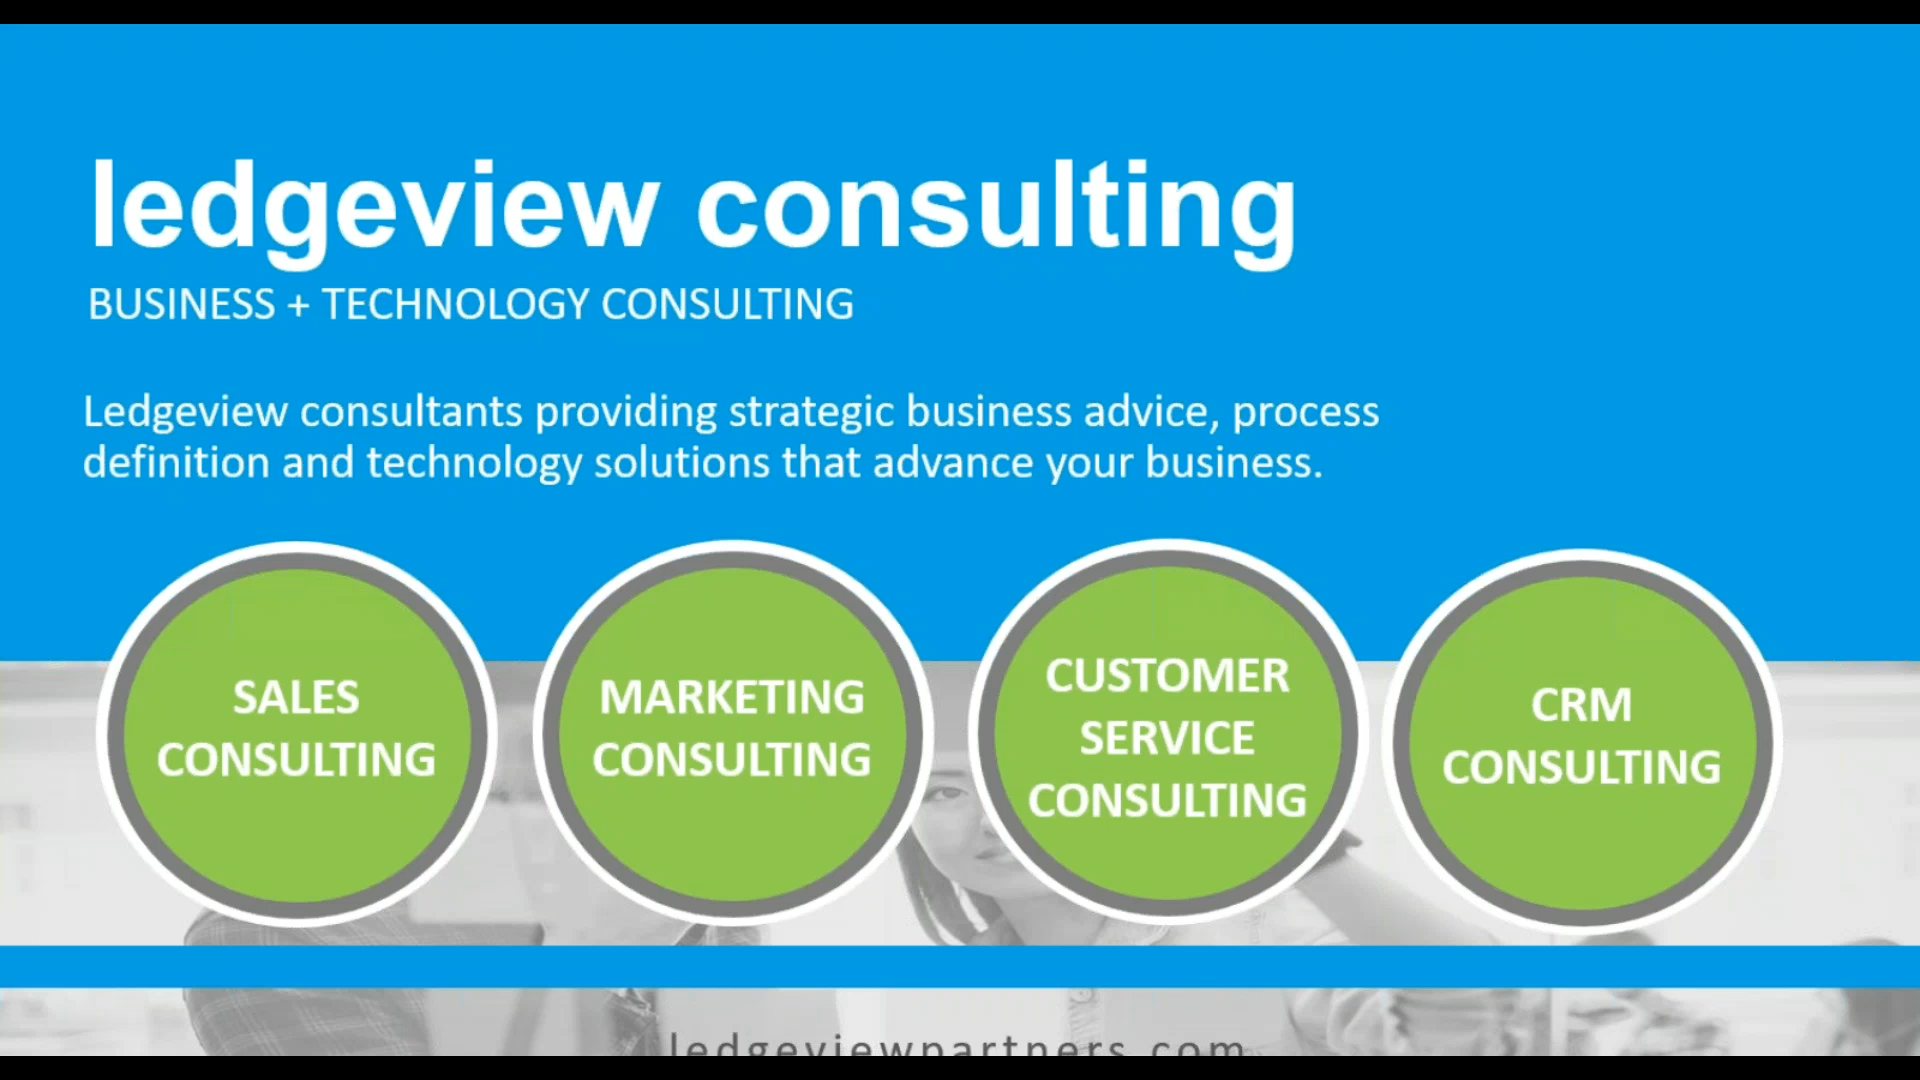 ledgeview consulting
BUSINESS + TECHNOLOGY CONSULTING
Ledgeview consultants providing strategic business advice, process
definition and technology solutions that advance your business.
SALES
CONSULTING
MARKETING
CONSULTING
CUSTOMER
SERVICE
CONSULTING
CRM
CONSULTING
ledgeviewpartners.com